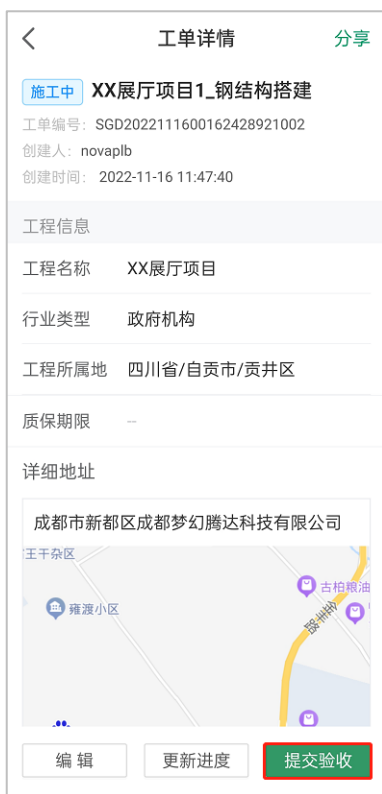 工单详情
分享
施工中 XX展厅项目1_钢结构搭建
工单编号: SGD2022111600162428921002
创建人: novaplb
创建时间: 2022-11-16 11:47:40
工程信息
工程名称 XX展厅项目
行业类型 政府机构
工程所属地 四川省/自贡市/贡井区
质保期限 --
详细地址
成都市新都区成都梦幻腾达科技有限公司
王干杂区
古柏粮油
雍渡小区
金芋路
编辑 更新进度 提交验收